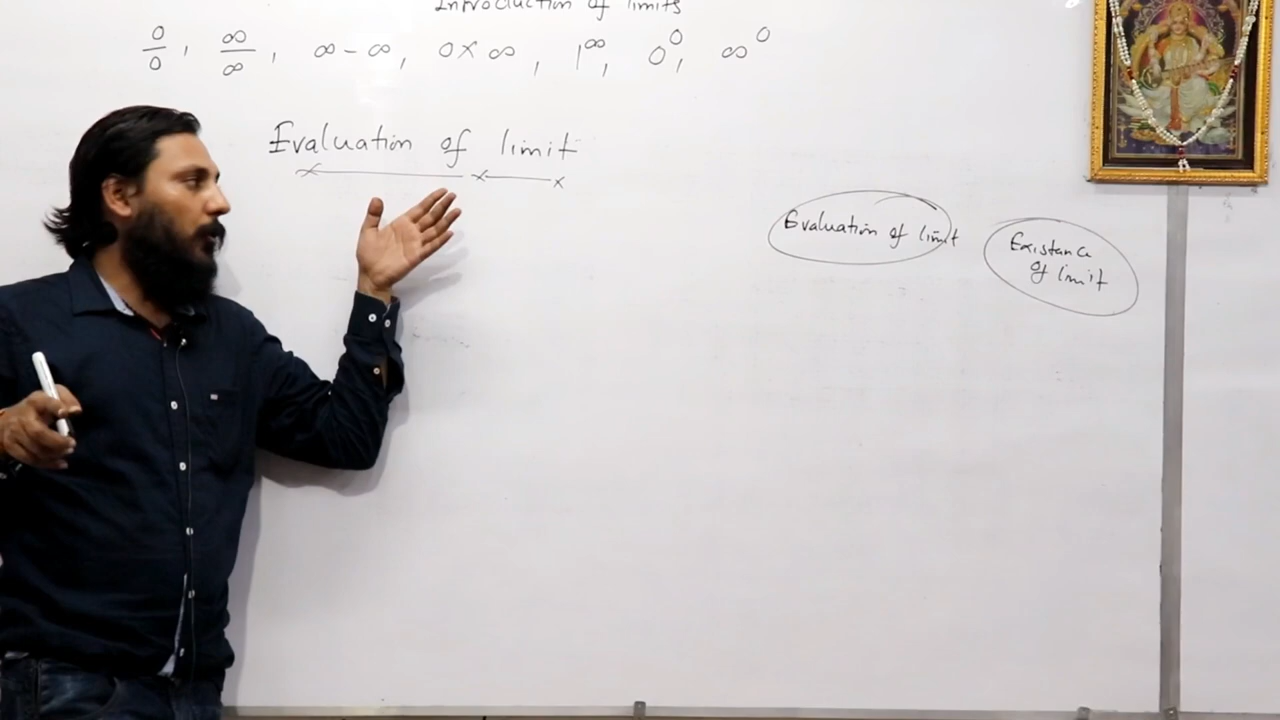 Introduction of limits
0/0 , ∞/∞ , ∞ - ∞ , 0 × ∞ , 1^∞ , 0^0 , ∞^0
Evaluation of limit
Evaluation of limit
Existance
of limit